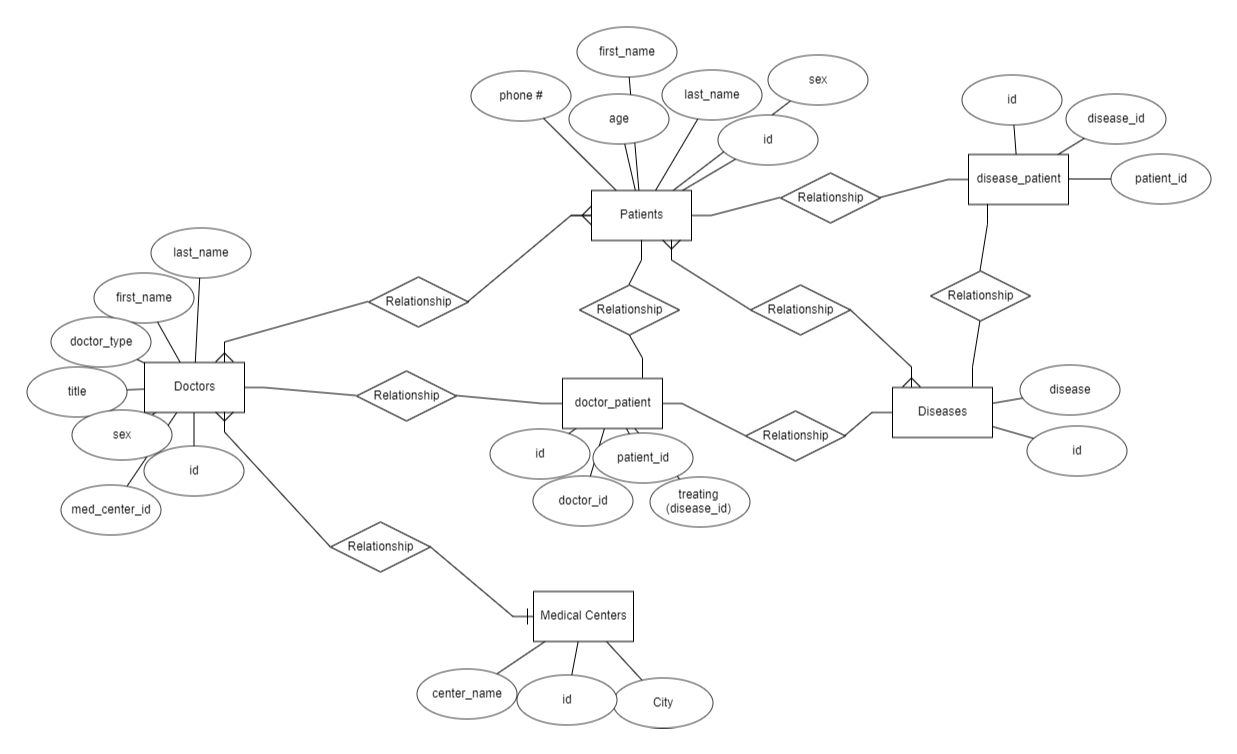 first_name
sex
phone #
last_name
age
id
id
disease_id
disease_patient
patient_id
Relationship
Patients
last_name
first_name
Relationship
Relationship
Relationship
Relationship
doctor_type
title
Doctors
Relationship
doctor_patient
Diseases
disease
sex
Relationship
id
id
id
patient_id
med_center_id
doctor_id
treating
(disease_id)
Relationship
Medical Centers
center_name
id
City